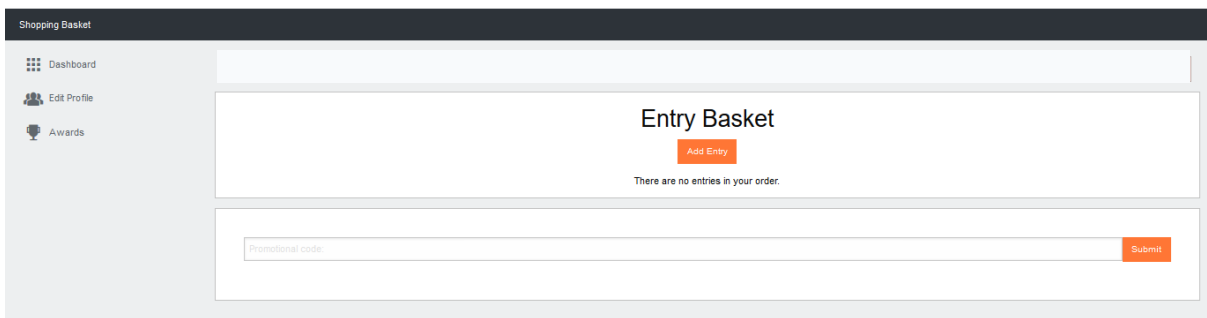 Shopping Basket
Dashboard
Edit Profile
Awards
Entry Basket
Add Entry
There are no entries in your order.
Promotional code:
Submit